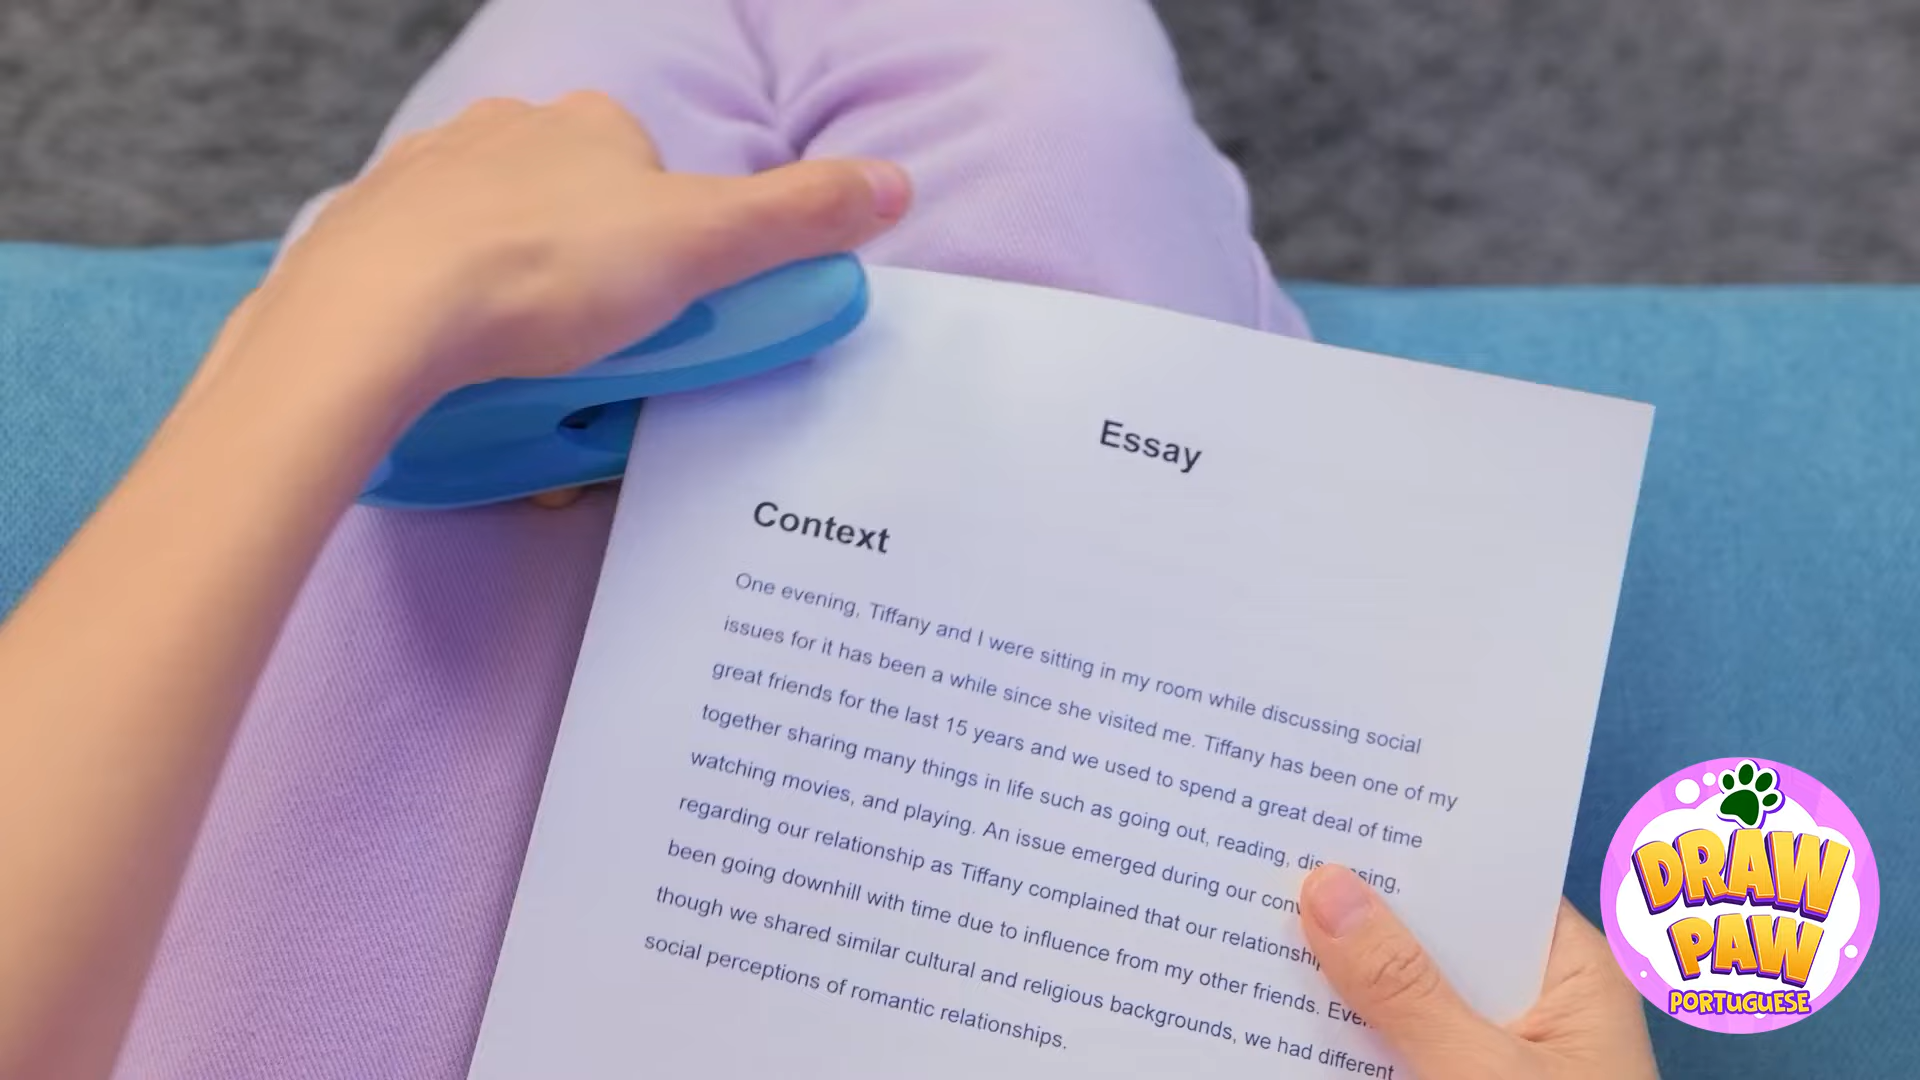 Essay
Context
One evening, Tiffany and I were sitting in my room while discussing social
issues for it has been a while since she visited me. Tiffany has been one of my
great friends for the last 15 years and we used to spend a great deal of time
together sharing many things in life such as going out, reading,
watching movies, and playing. An issue emerged during our
regarding our relationship as Tiffany complained that our
been going downhill with time due to influence from my other friends.
though we shared similar cultural and religious backgrounds, we had different
social perceptions of romantic relationships.
DRAW
PAW
PORTUGUESE